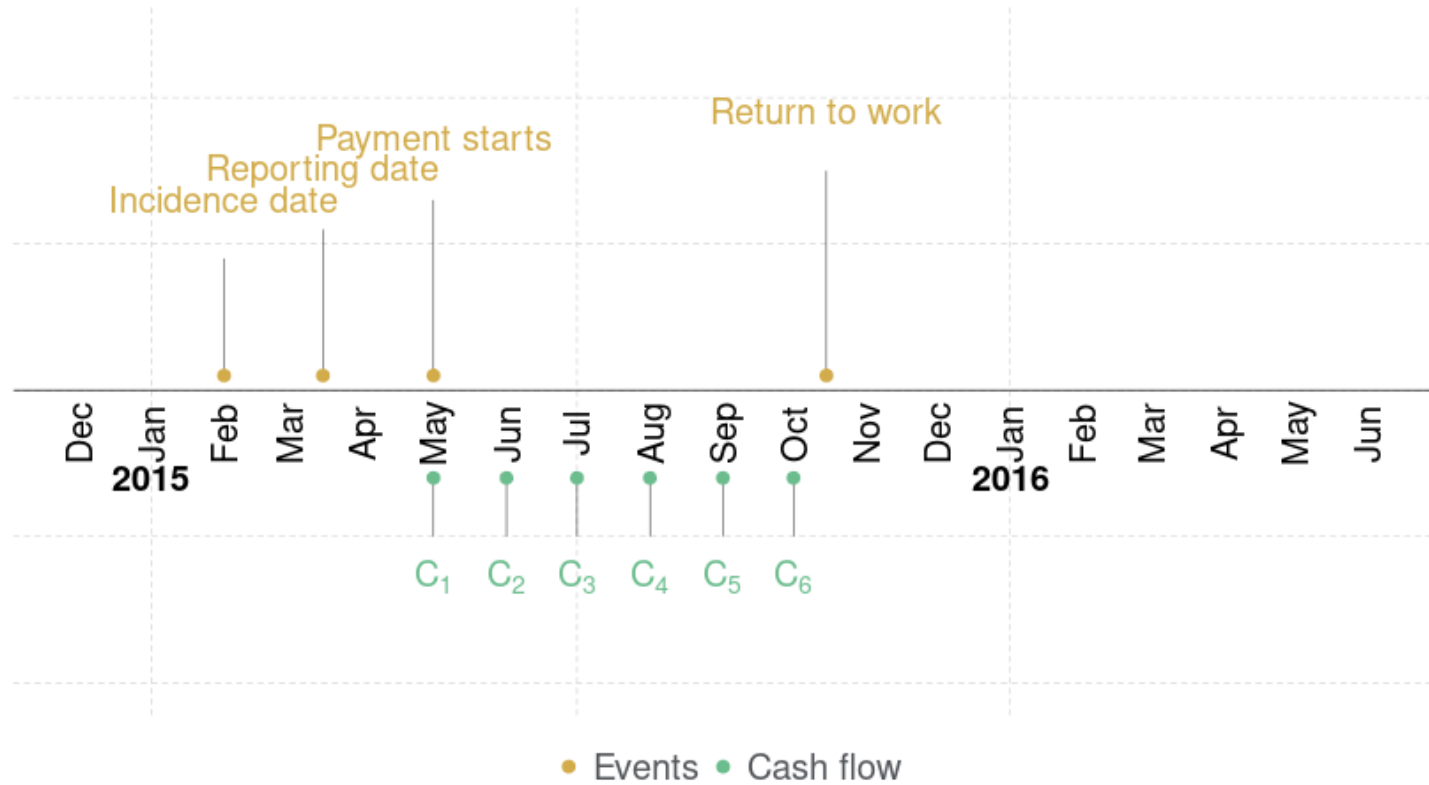 Return to work
Payment starts
Reporting date
Incidence date
Dec Jan Feb Mar Apr May Jun Jul Aug Sep Oct Nov Dec Jan Feb Mar Apr May Jun
2015 2016
C₁ C₂ C₃ C₄ C₅ C₆
Events Cash flow